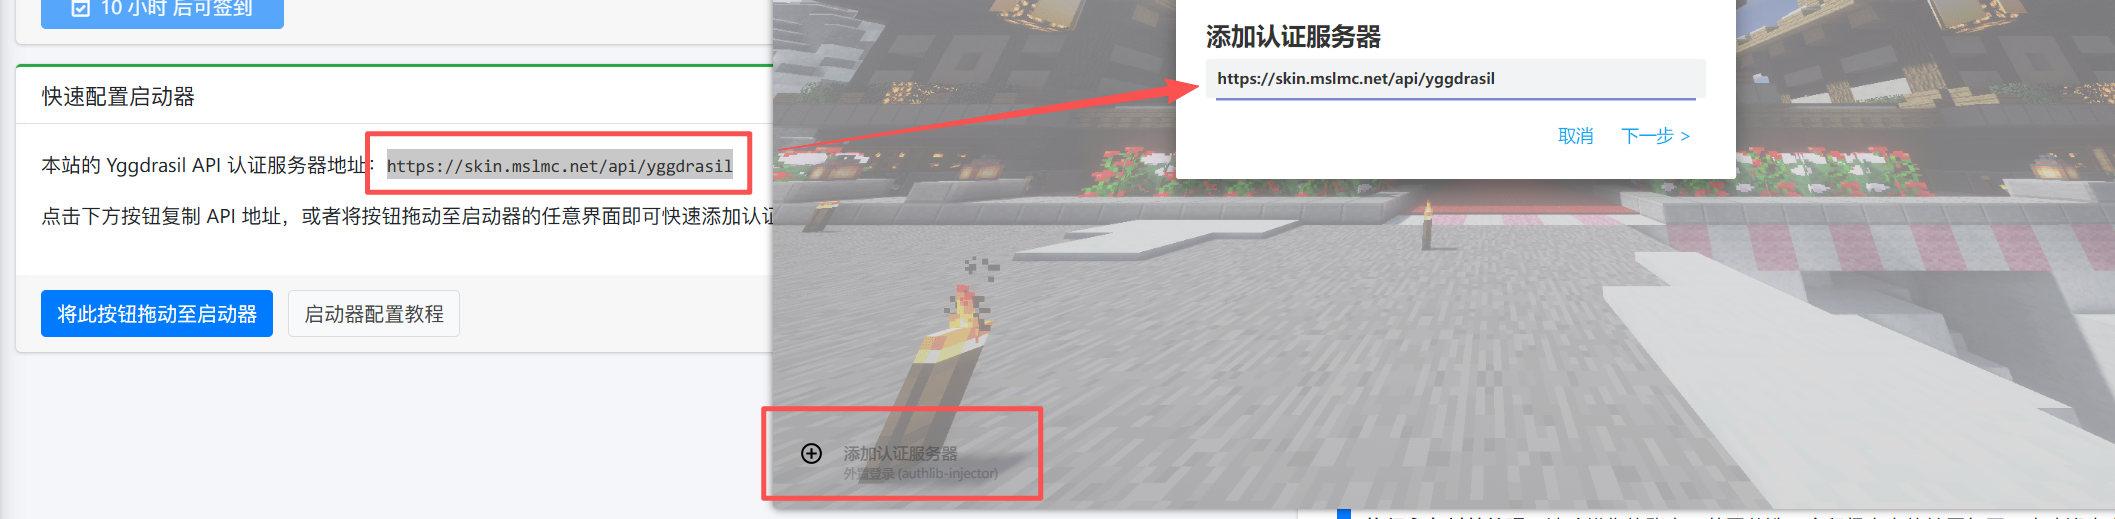 10 小时 后可签到
快速配置启动器
本站的 Yggdrasil API 认证服务器地址: https://skin.mslmc.net/api/yggdrasil
点击下方按钮复制 API 地址，或者将按钮拖动至启动器的任意界面即可快速添加认证
将此按钮拖动至启动器
启动器配置教程
添加认证服务器
https://skin.mslmc.net/api/yggdrasil
取消
下一步 >
添加认证服务器
外置登录 (authlib-injector)